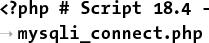 <?php # Script 18.4 -
→mysqli_connect.php